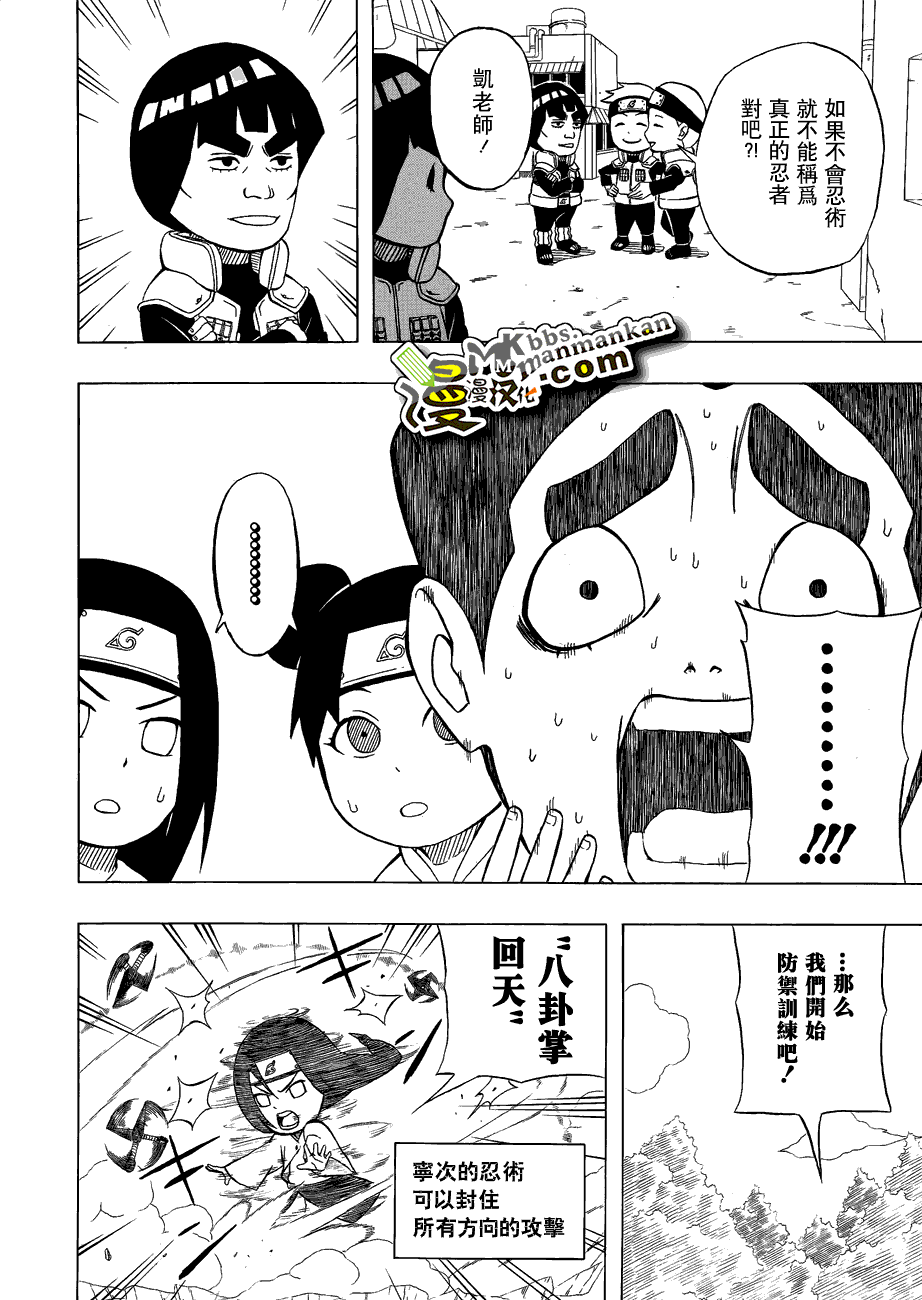 如果不會忍術
就不能稱爲
真正的忍者
對吧?!
凱老師!
bbs.
MK
manmankan
.com
漫
漫汉化
………
………!!!
…那么
我們開始
防禦訓練吧!
"八卦掌
回天"
寧次的忍術
可以封住
所有方向的攻擊